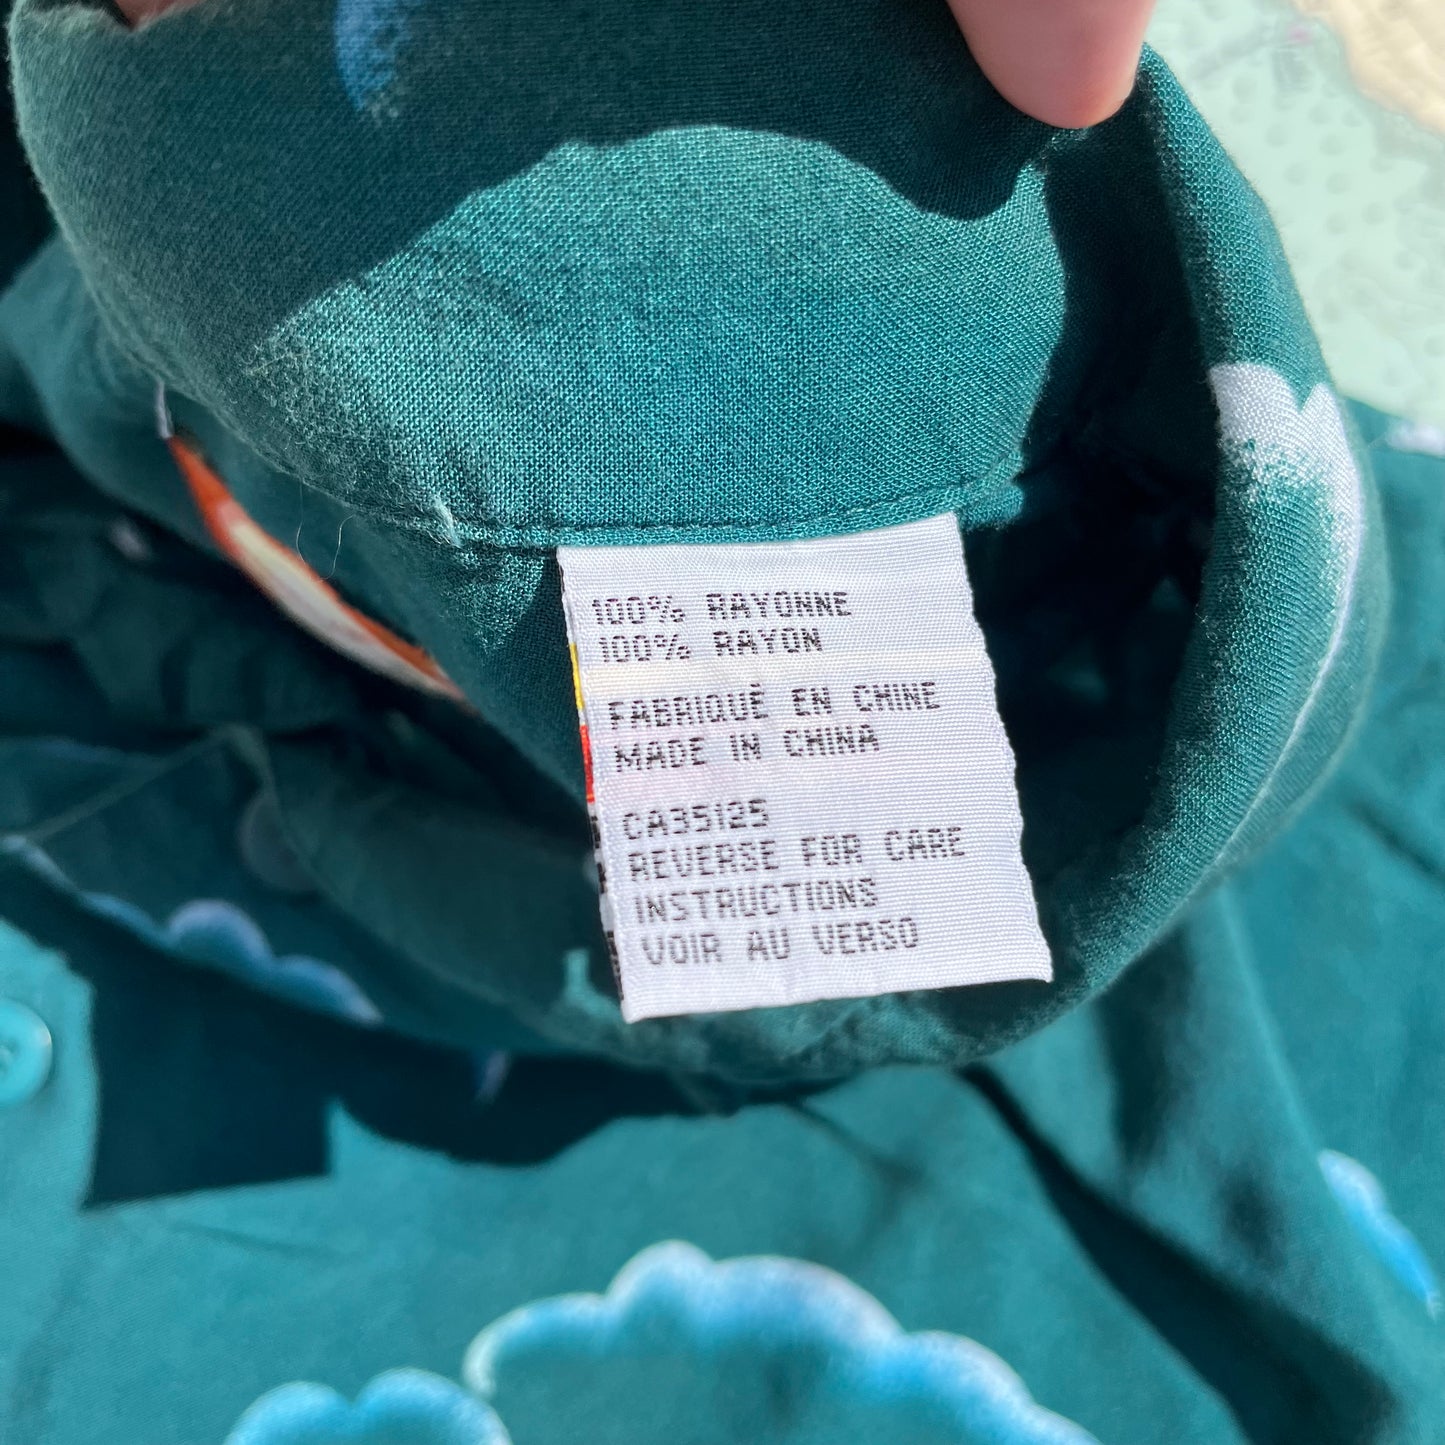 100% RAYONNE
100% RAYON
FABRIQUÉ EN CHINE
MADE IN CHINA
CA35125
REVERSE FOR CARE
INSTRUCTIONS
VOIR AU VERSO